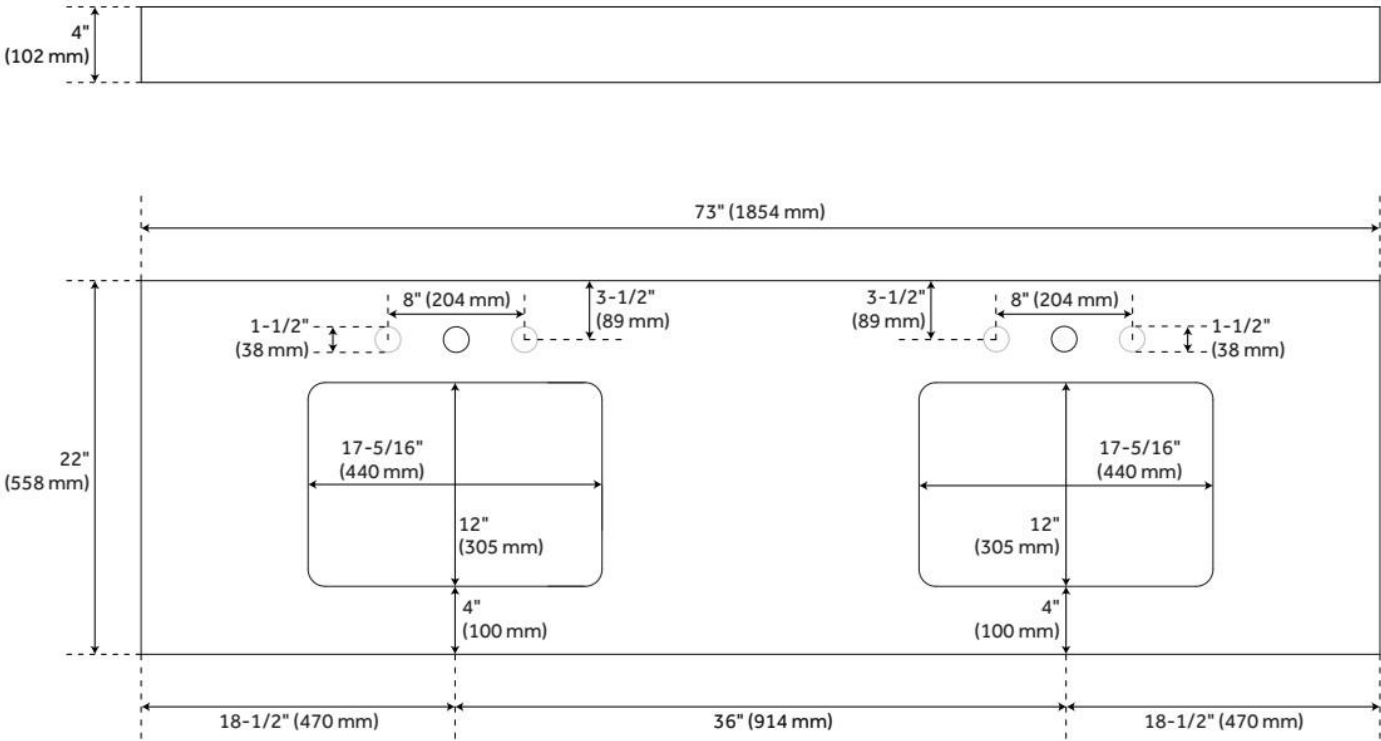 4"
(102 mm)
73" (1854 mm)
8" (204 mm)
3-1/2"
(89 mm)
1-1/2"
(38 mm)
3-1/2"
(89 mm)
8" (204 mm)
1-1/2"
(38 mm)
22"
(558 mm)
17-5/16"
(440 mm)
12"
(305 mm)
4"
(100 mm)
17-5/16"
(440 mm)
12"
(305 mm)
4"
(100 mm)
18-1/2" (470 mm)
36" (914 mm)
18-1/2" (470 mm)